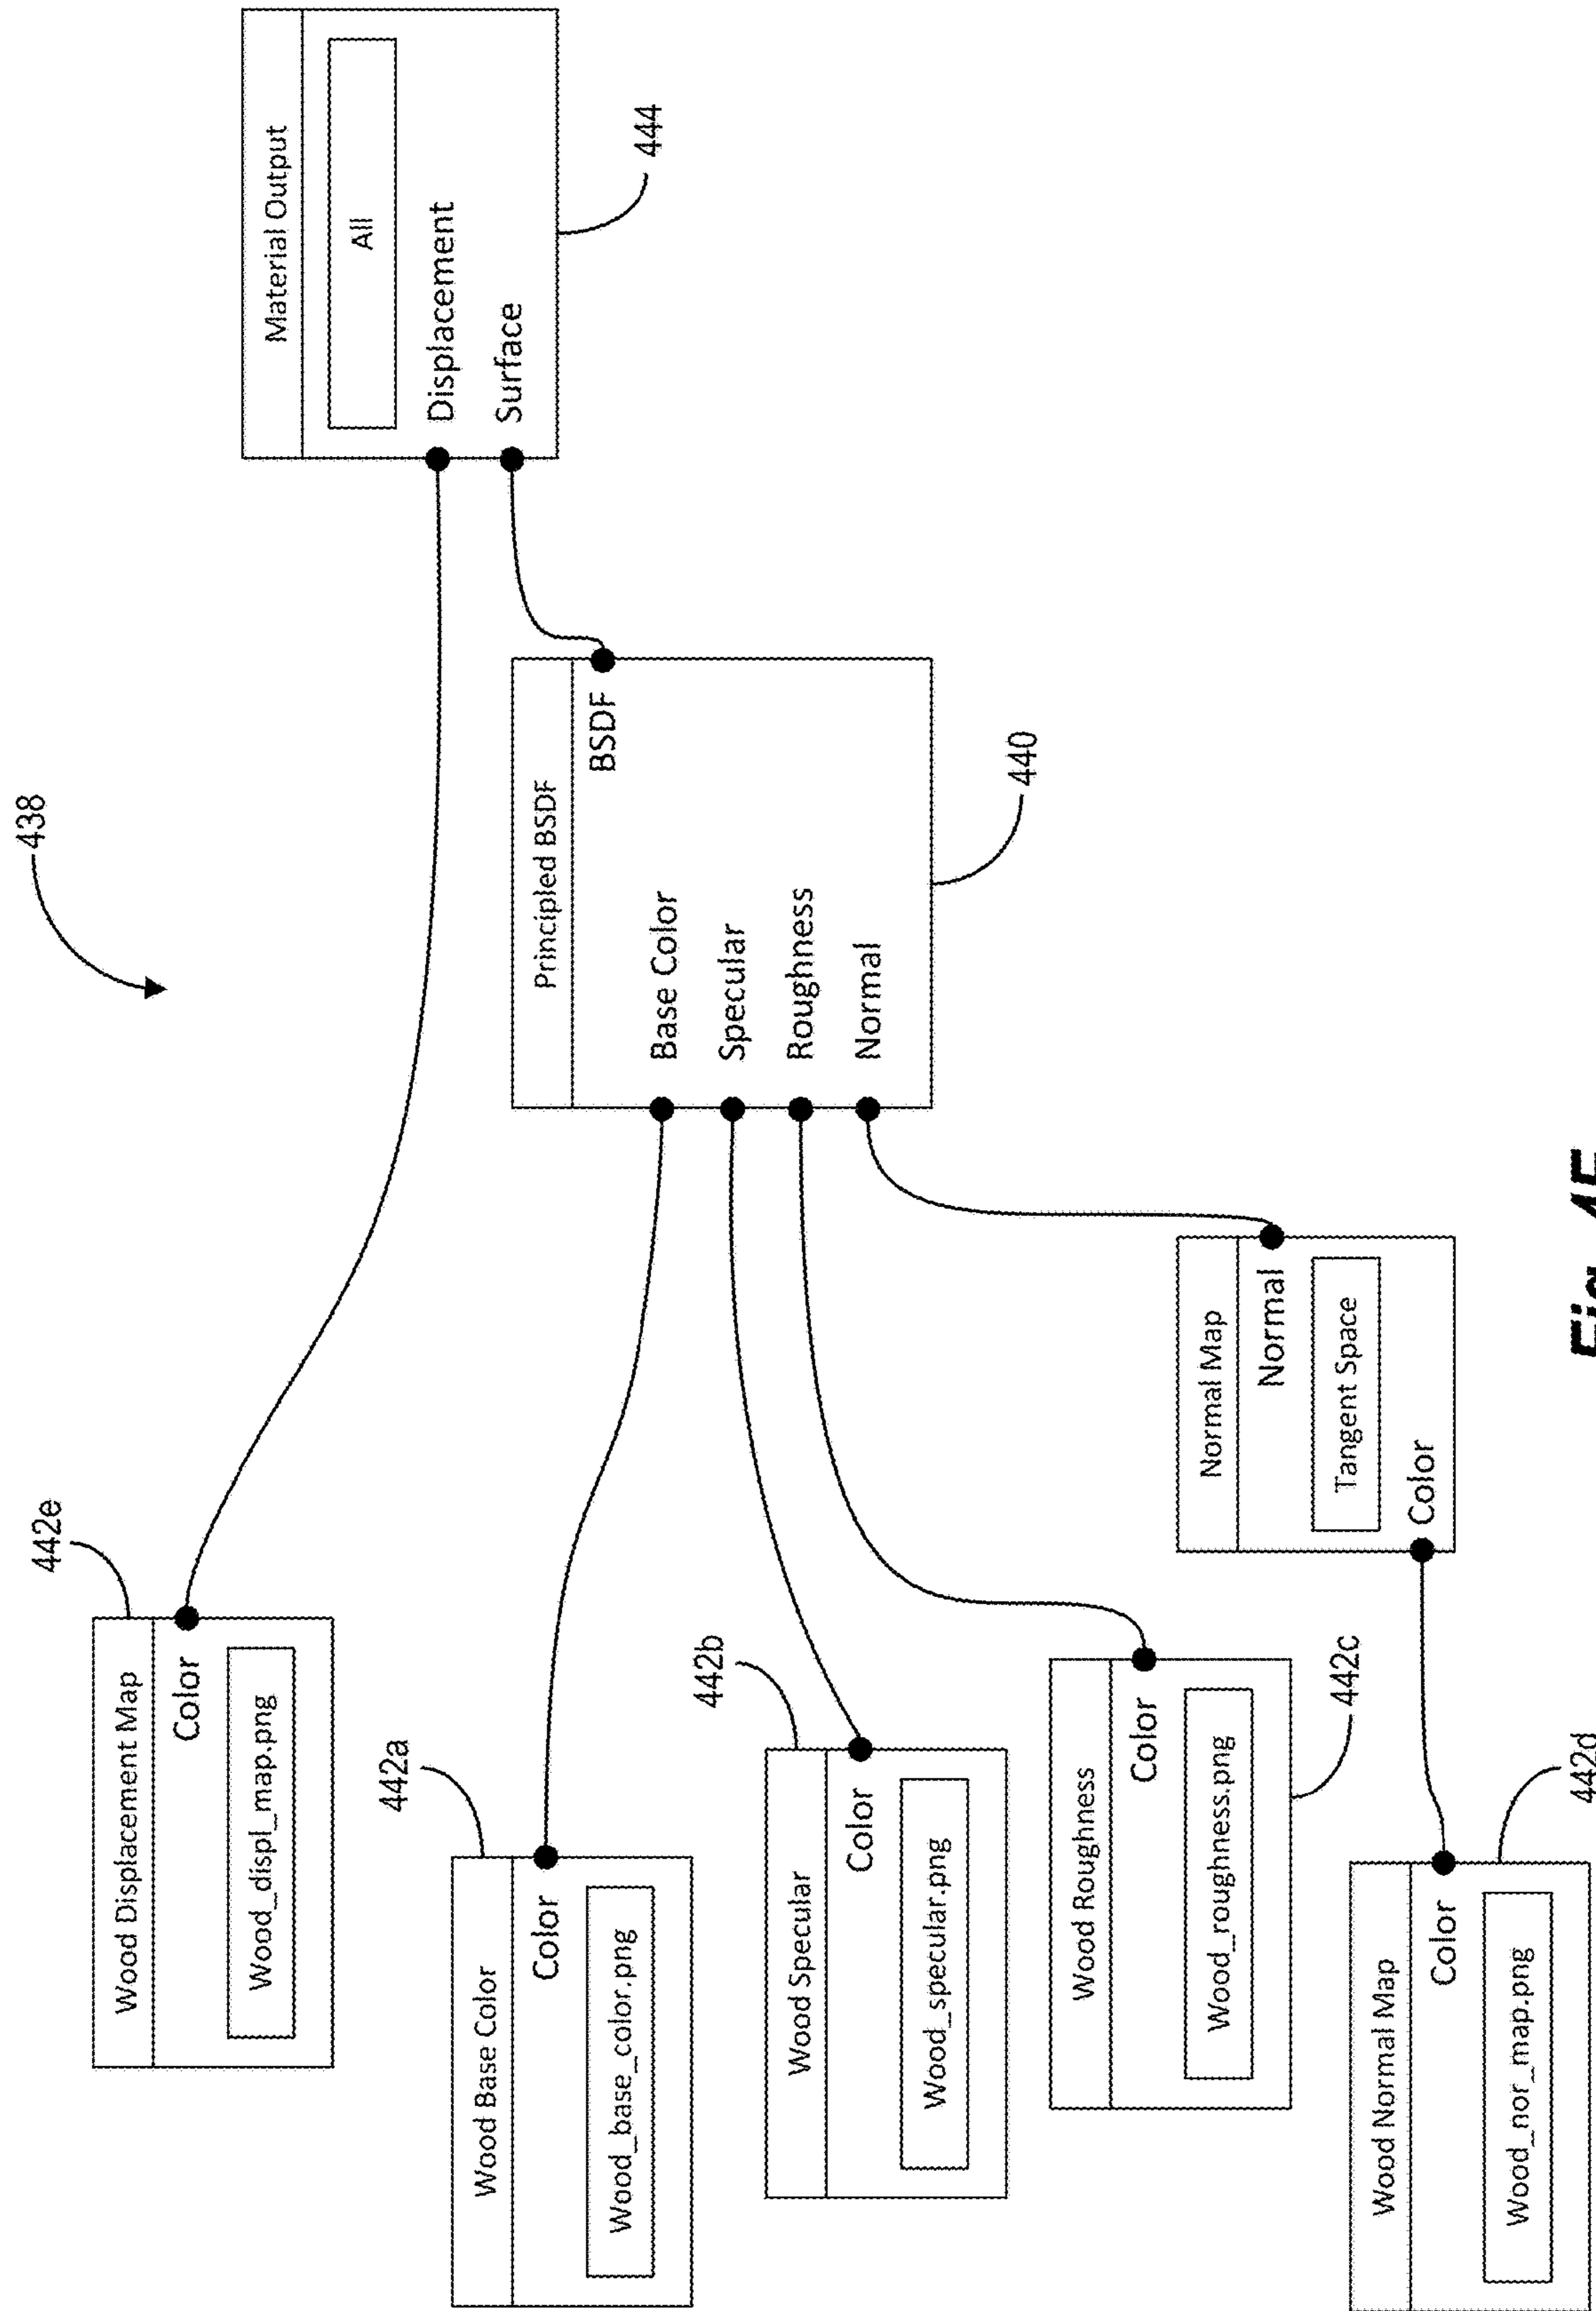 438
442e
Wood Displacement Map
Color
Wood_displ_map.png
442a
Wood Base Color
Color
Wood_base_color.png
442b
Wood Specular
Color
Wood_specular.png
Wood Roughness
Color
Wood_roughness.png
442c
Wood Normal Map
Color
Wood_nor_map.png
442d
Normal Map
Normal
Tangent Space
Color
Principled BSDF
BSDF
Base Color
Specular
Roughness
Normal
440
Material Output
All
Displacement
Surface
444